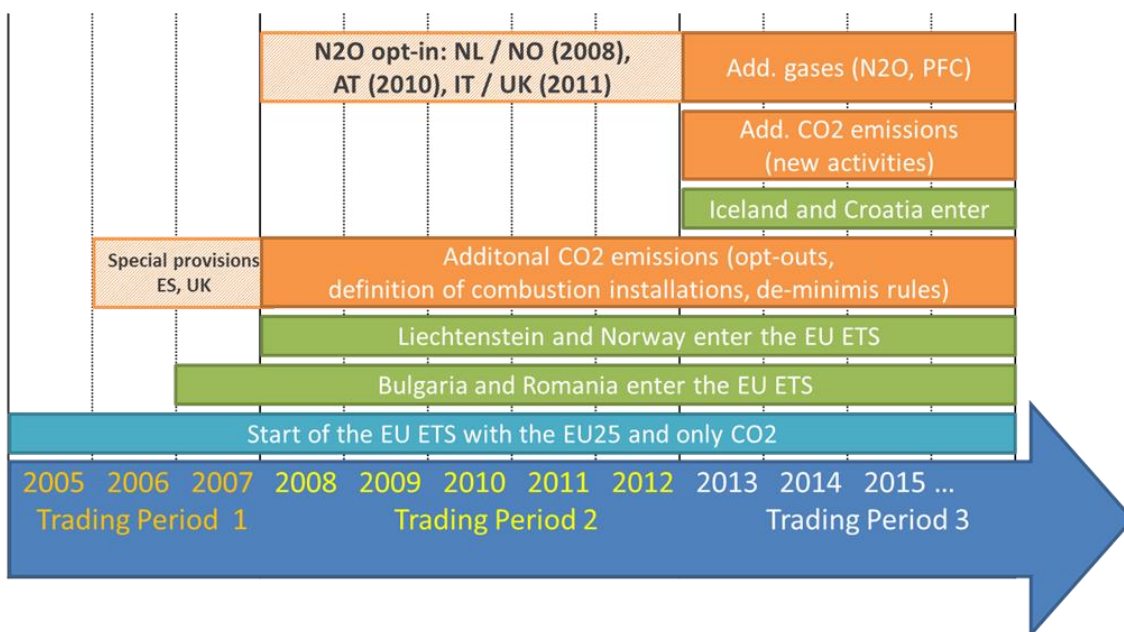 N2O opt-in: NL / NO (2008),
AT (2010), IT / UK (2011)
Add. gases (N2O, PFC)
Add. CO2 emissions
(new activities)
Iceland and Croatia enter
Special provisions
ES, UK
Additonal CO2 emissions (opt-outs,
definition of combustion installations, de-minimis rules)
Liechtenstein and Norway enter the EU ETS
Bulgaria and Romania enter the EU ETS
Start of the EU ETS with the EU25 and only CO2
2005 2006 2007 2008 2009 2010 2011 2012 2013 2014 2015 ...
Trading Period 1 Trading Period 2 Trading Period 3